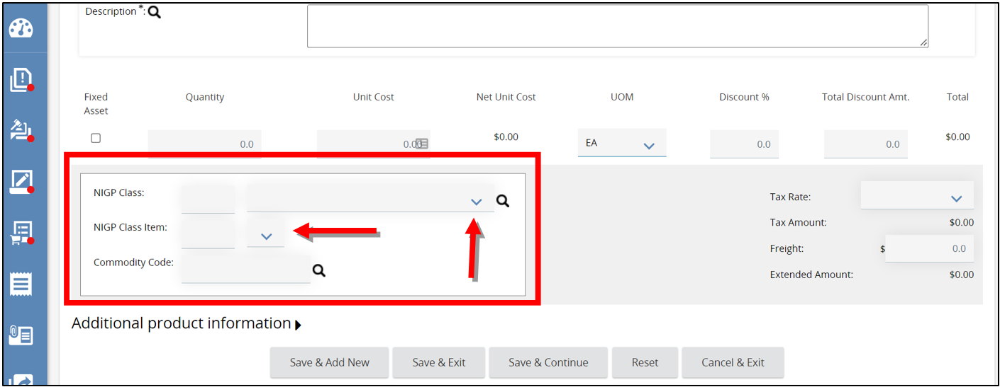 Description *:
Fixed Asset Quantity Unit Cost Net Unit Cost UOM Discount % Total Discount Amt. Total
0.0 0.00 $0.00 EA 0.0 0.0 $0.00
NIGP Class:
NIGP Class Item:
Commodity Code:
Tax Rate:
Tax Amount: $0.00
Freight: $ 0.0
Extended Amount: $0.00
Additional product information
Save & Add New Save & Exit Save & Continue Reset Cancel & Exit